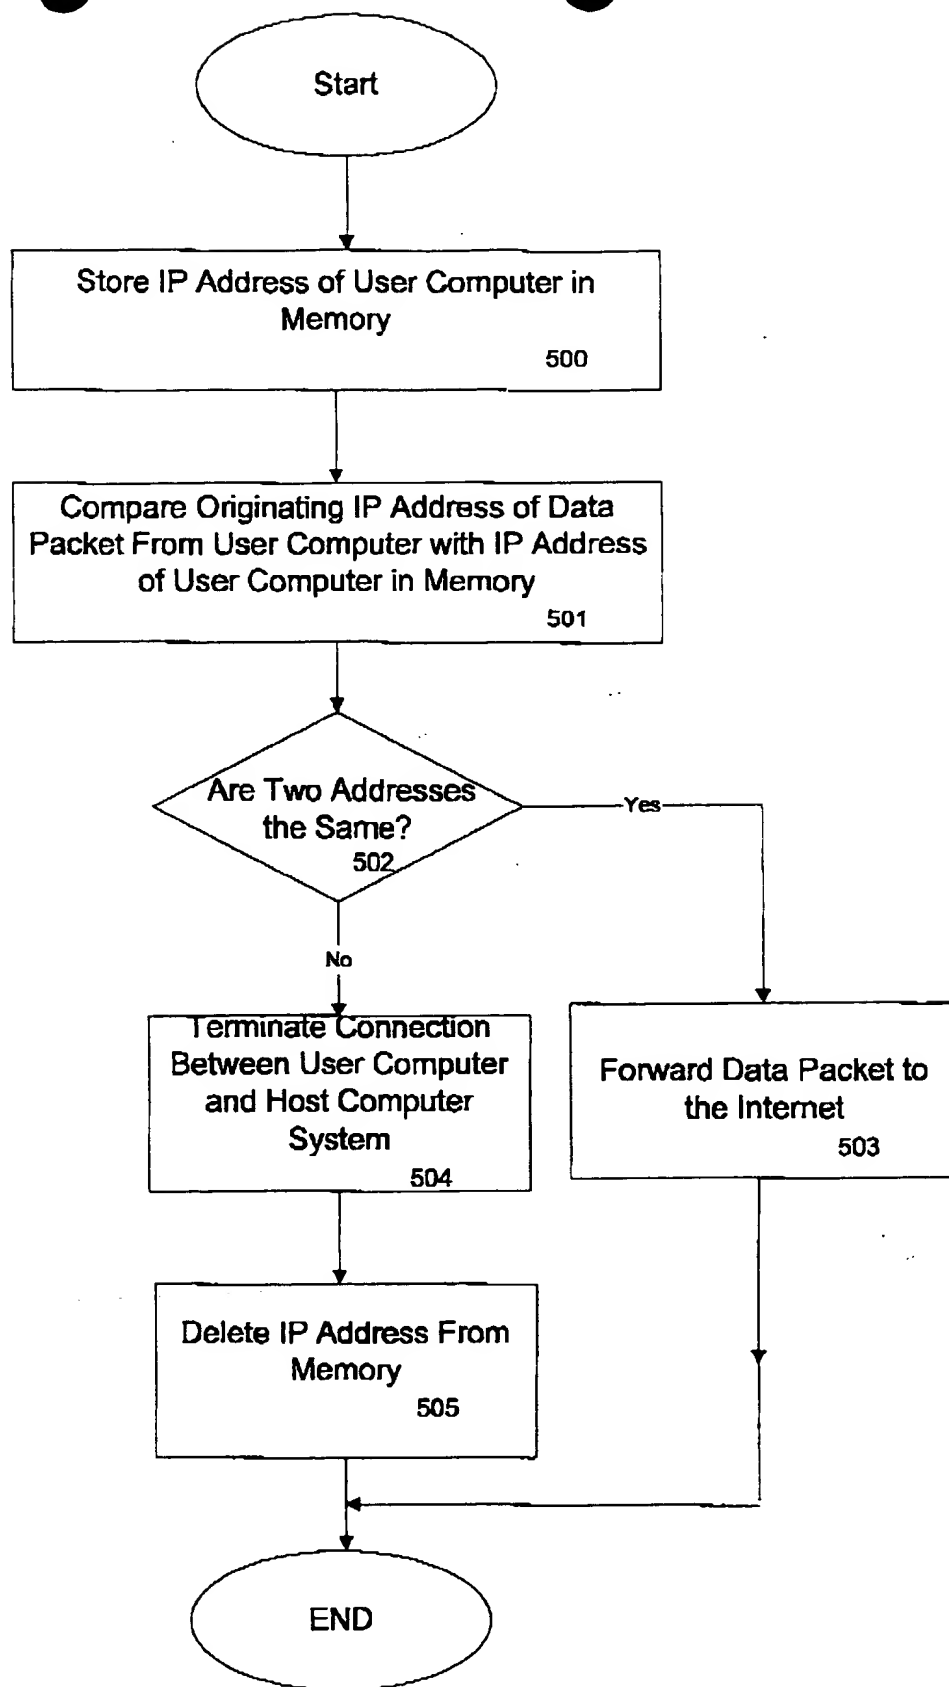 Start
Store IP Address of User Computer in
Memory
500
Compare Originating IP Address of Data
Packet From User Computer with IP Address
of User Computer in Memory
501
Are Two Addresses
the Same?
502
Yes
No
Terminate Connection
Between User Computer
and Host Computer
System
504
Forward Data Packet to
the Internet
503
Delete IP Address From
Memory
505
END